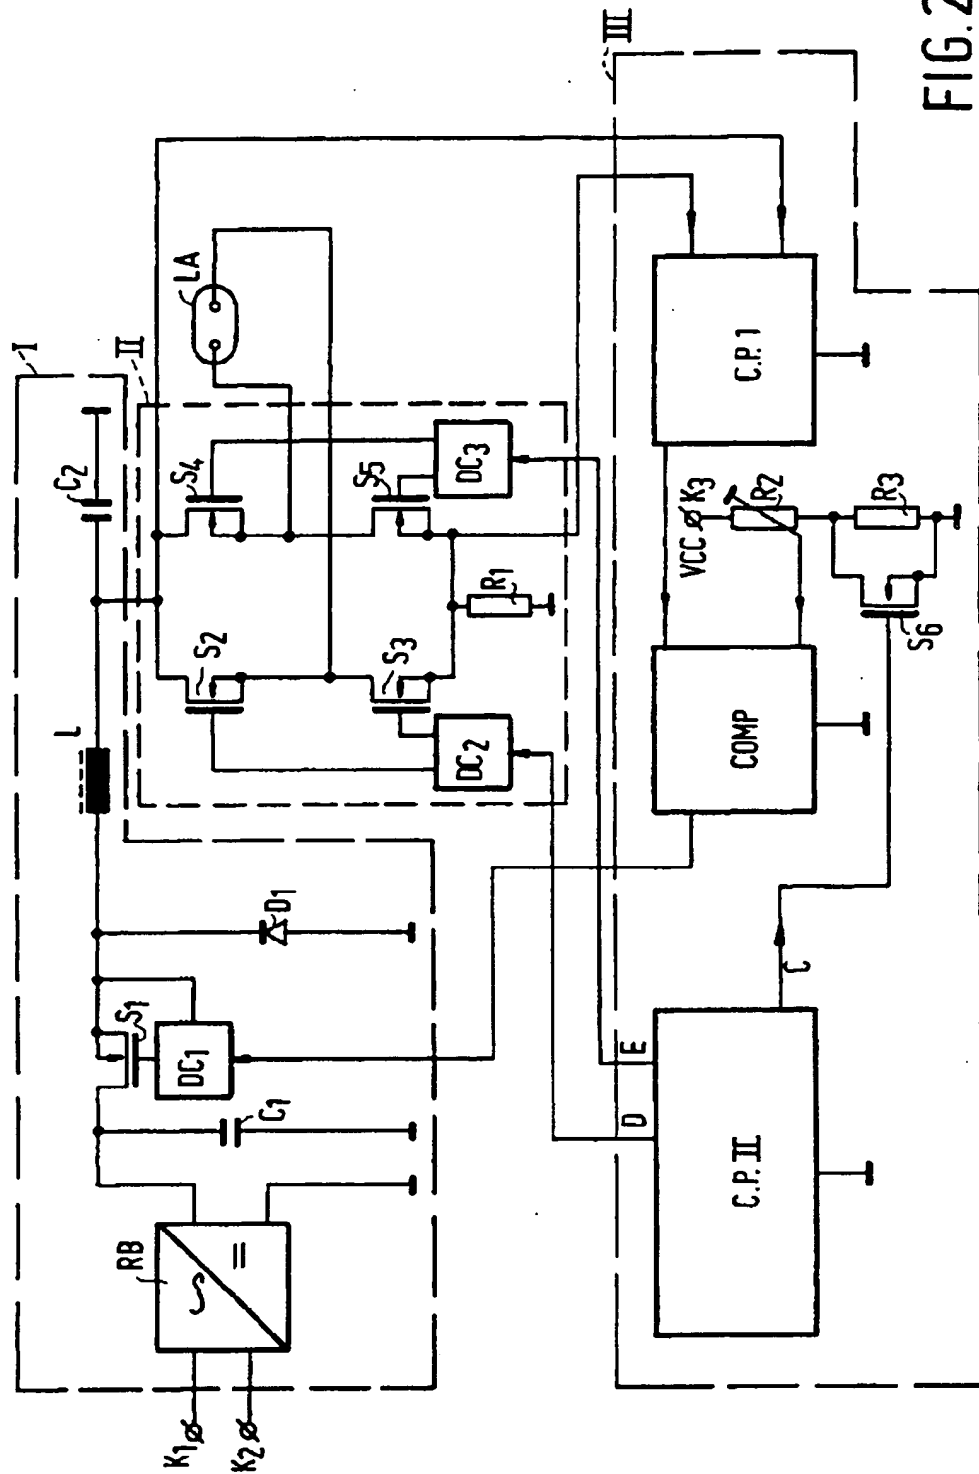 I
II
III
K1
K2
RB
C1
S1
DC1
D1
L
C2
S2
S3
S4
S5
DC2
DC3
R1
LA
D
E
C
C.P.II
COMP
C.P.1
VCC
K3
R2
R3
S6
FIG.2